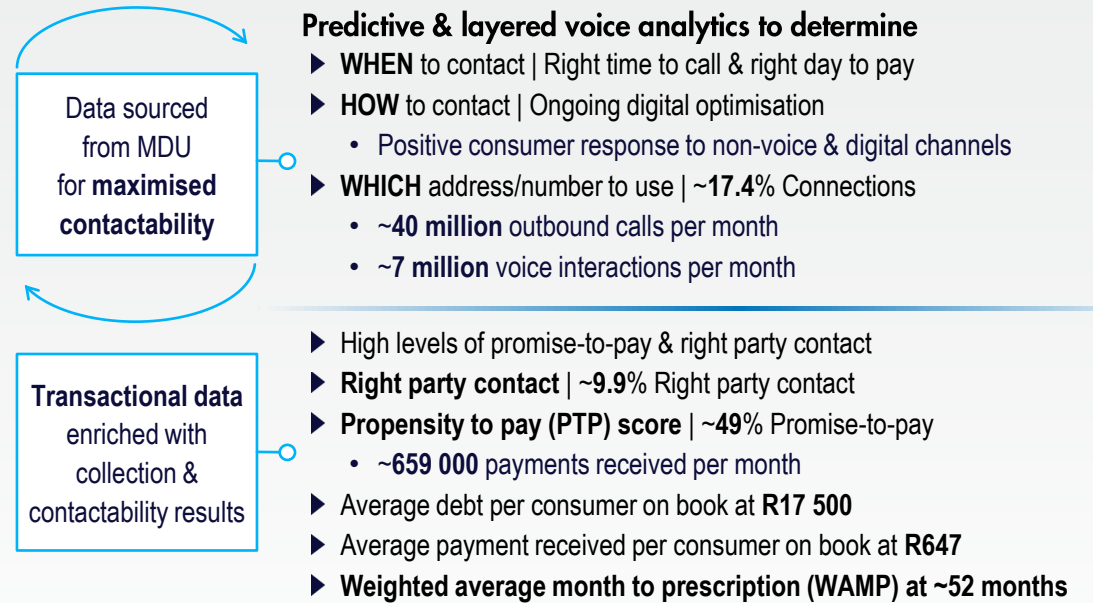 Predictive & layered voice analytics to determine
▶ WHEN to contact | Right time to call & right day to pay
▶ HOW to contact | Ongoing digital optimisation
• Positive consumer response to non-voice & digital channels
▶ WHICH address/number to use | ~17.4% Connections
• ~40 million outbound calls per month
• ~7 million voice interactions per month
Data sourced
from MDU
for maximised
contactability
▶ High levels of promise-to-pay & right party contact
▶ Right party contact | ~9.9% Right party contact
▶ Propensity to pay (PTP) score | ~49% Promise-to-pay
• ~659 000 payments received per month
▶ Average debt per consumer on book at R17 500
▶ Average payment received per consumer on book at R647
▶ Weighted average month to prescription (WAMP) at ~52 months
Transactional data
enriched with
collection &
contactability results